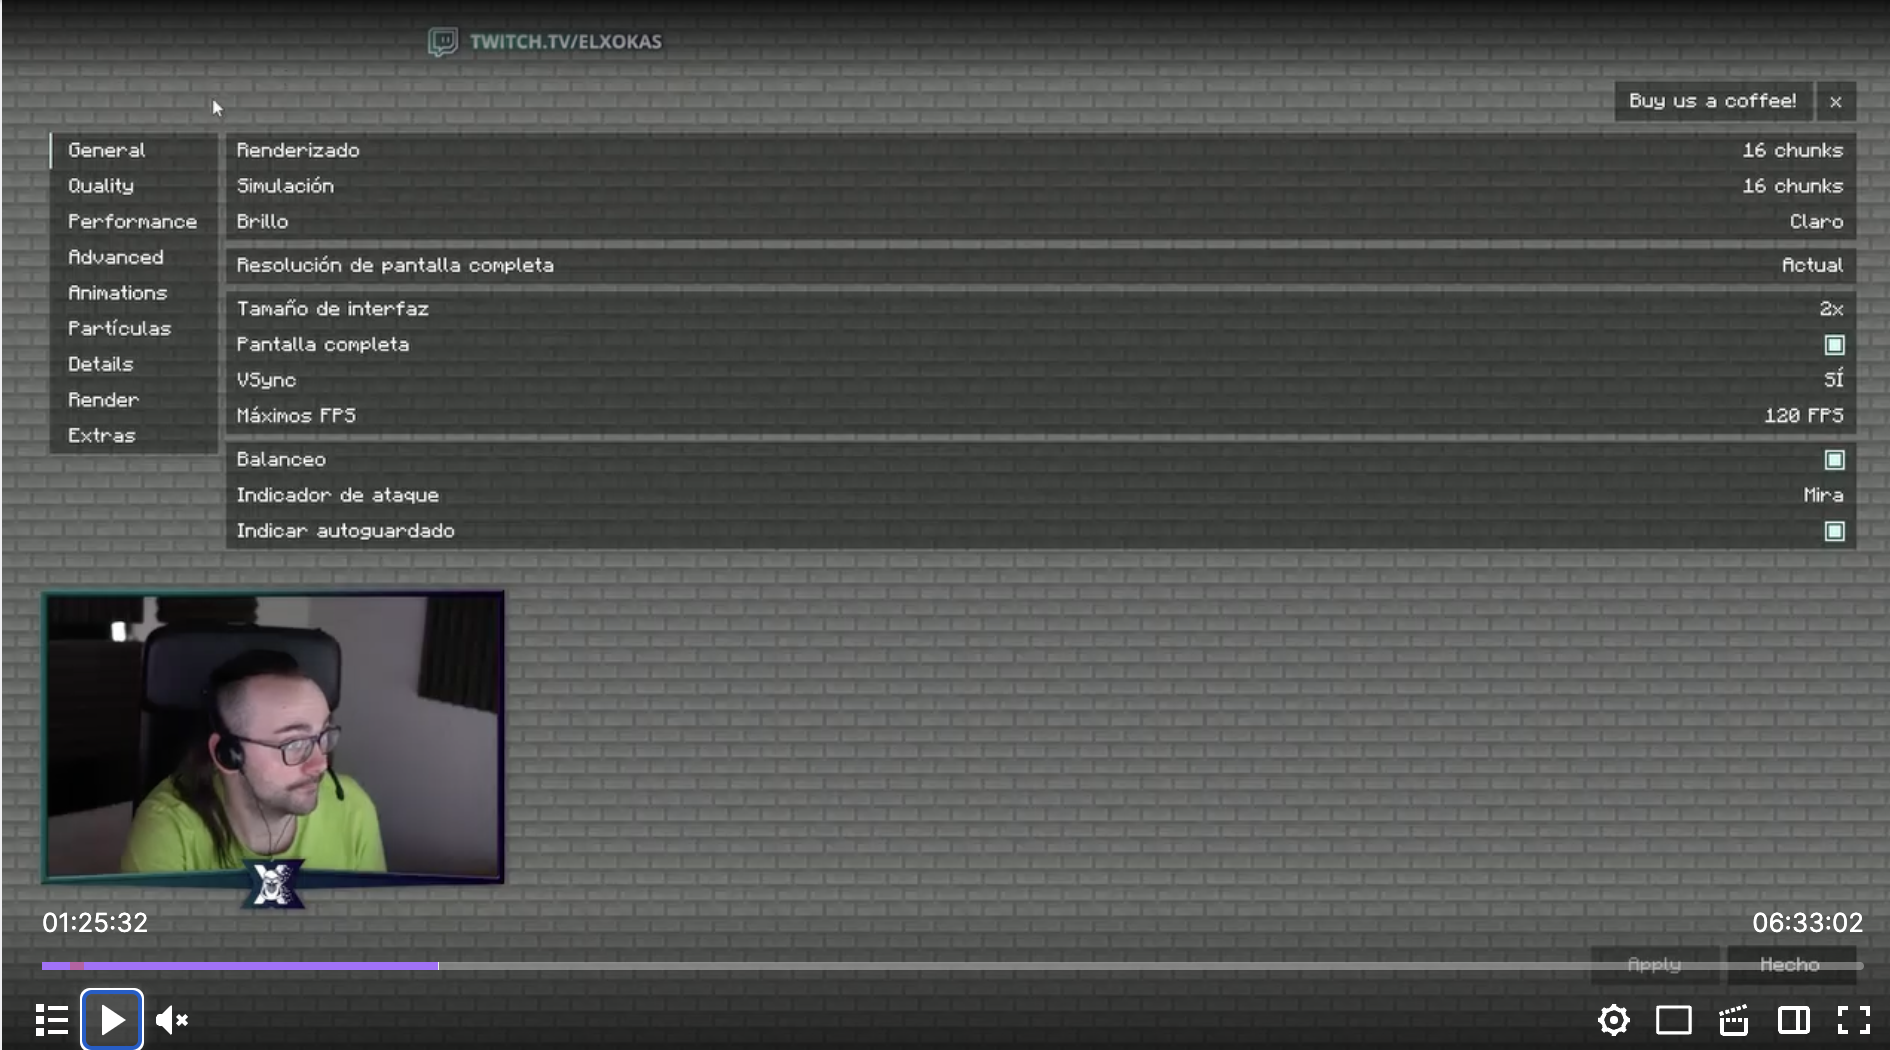 TWITCH.TV/ELXOKAS
Buy us a coffee! x
General
Quality
Performance
Advanced
Animations
Partículas
Details
Render
Extras
Renderizado 16 chunks
Simulación 16 chunks
Brillo Claro
Resolución de pantalla completa Actual
Tamaño de interfaz 2x
Pantalla completa
VSync SÍ
Máximos FPS 120 FPS
Balanceo
Indicador de ataque Mira
Indicar autoguardado
01:25:32 06:33:02
Apply Hecho